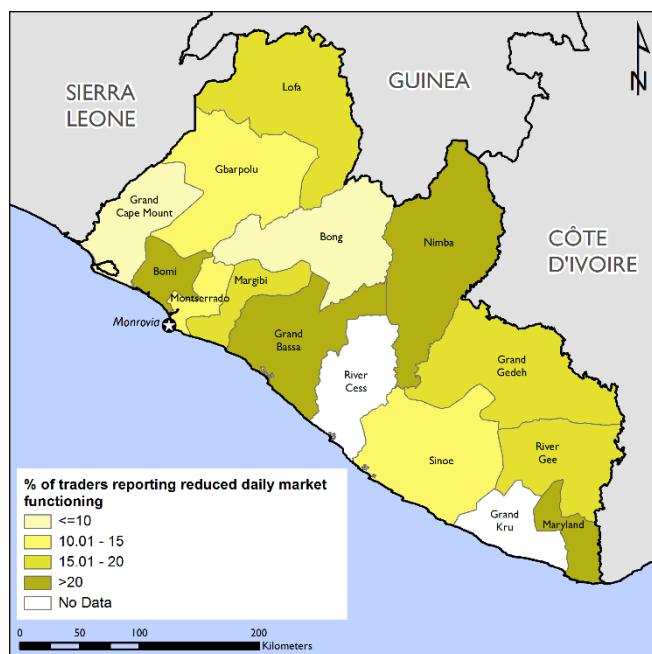 N
SIERRA
LEONE
GUINEA
CÔTE
D'IVOIRE
Lofa
Gbarpolu
Grand
Cape Mount
Bong
Nimba
Bomi
Montserrado
Margibi
Monrovia
Grand
Bassa
River
Cess
Grand
Gedeh
River
Gee
Sinoe
Grand
Kru
Maryland
% of traders reporting reduced daily market
functioning
<=10
10.01 - 15
15.01 - 20
>20
No Data
0 50 100 200
Kilometers